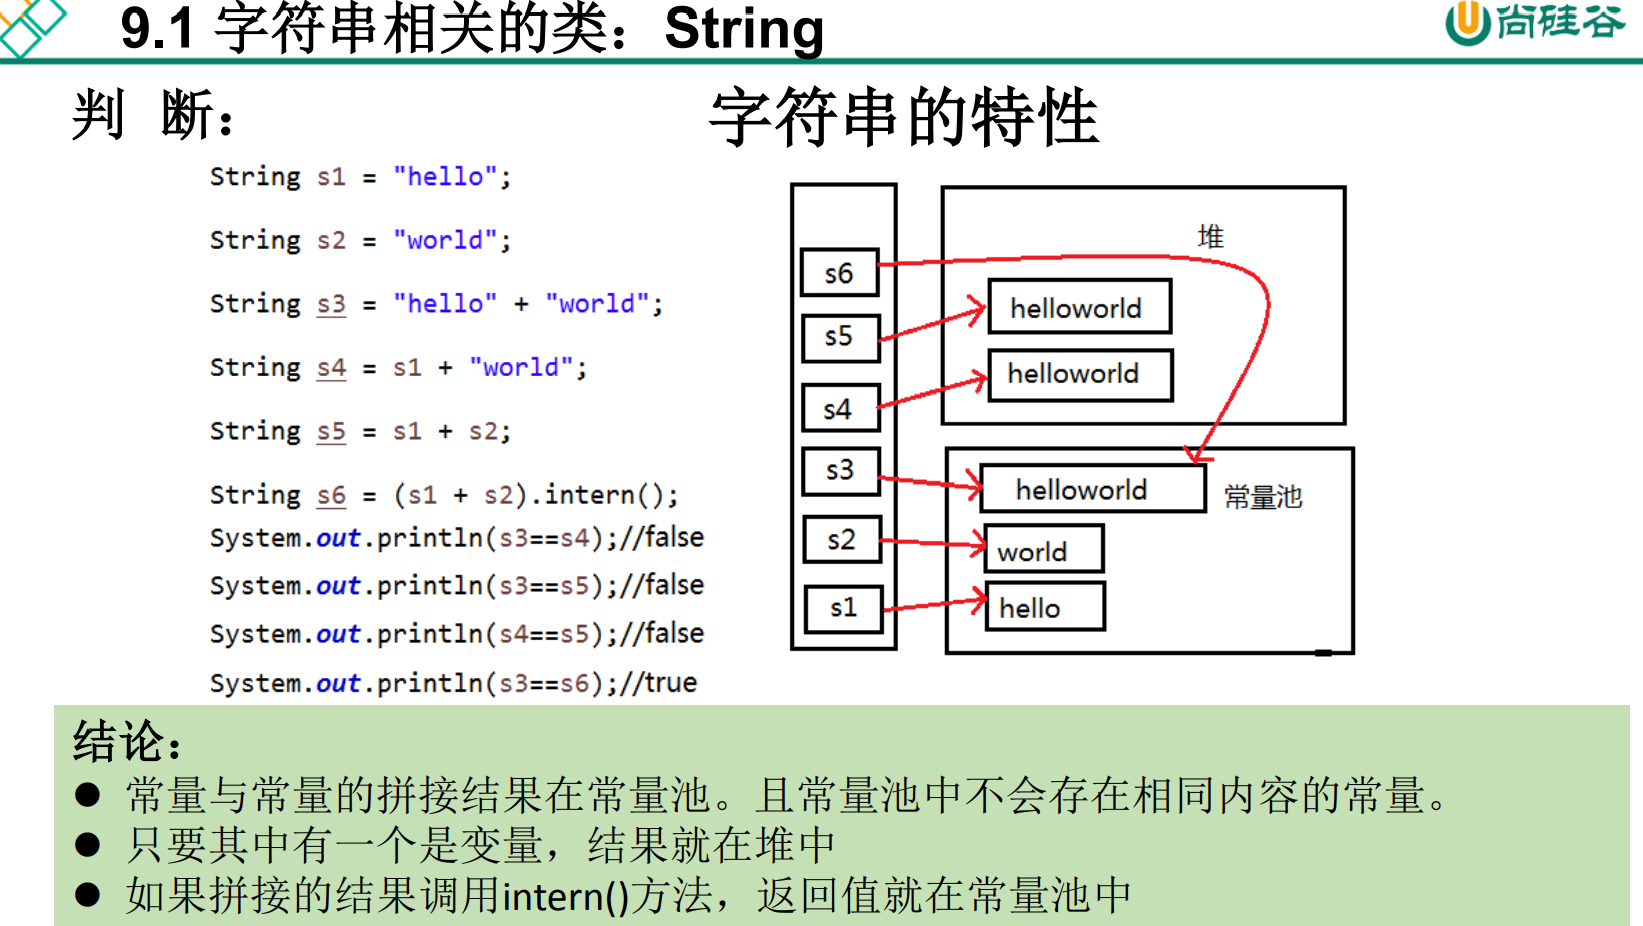 9.1 字符串相关的类：String
尚硅谷
判 断：
字符串的特性
String s1 = "hello";
String s2 = "world";
String s3 = "hello" + "world";
String s4 = s1 + "world";
String s5 = s1 + s2;
String s6 = (s1 + s2).intern();
System.out.println(s3==s4);//false
System.out.println(s3==s5);//false
System.out.println(s4==s5);//false
System.out.println(s3==s6);//true
堆
s6
helloworld
s5
helloworld
s4
s3
helloworld
常量池
s2
world
s1
hello
结论：
● 常量与常量的拼接结果在常量池。且常量池中不会存在相同内容的常量。
● 只要其中有一个是变量，结果就在堆中
● 如果拼接的结果调用intern()方法，返回值就在常量池中